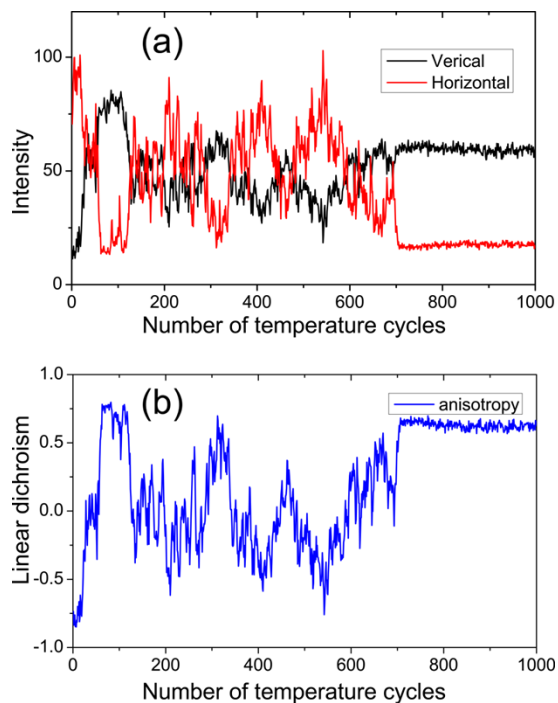 (a)
Verical
Horizontal
Intensity
100
50
0
0 200 400 600 800 1000
Number of temperature cycles
(b)
anisotropy
Linear dichroism
1.0
0.5
0.0
-0.5
-1.0
0 200 400 600 800 1000
Number of temperature cycles